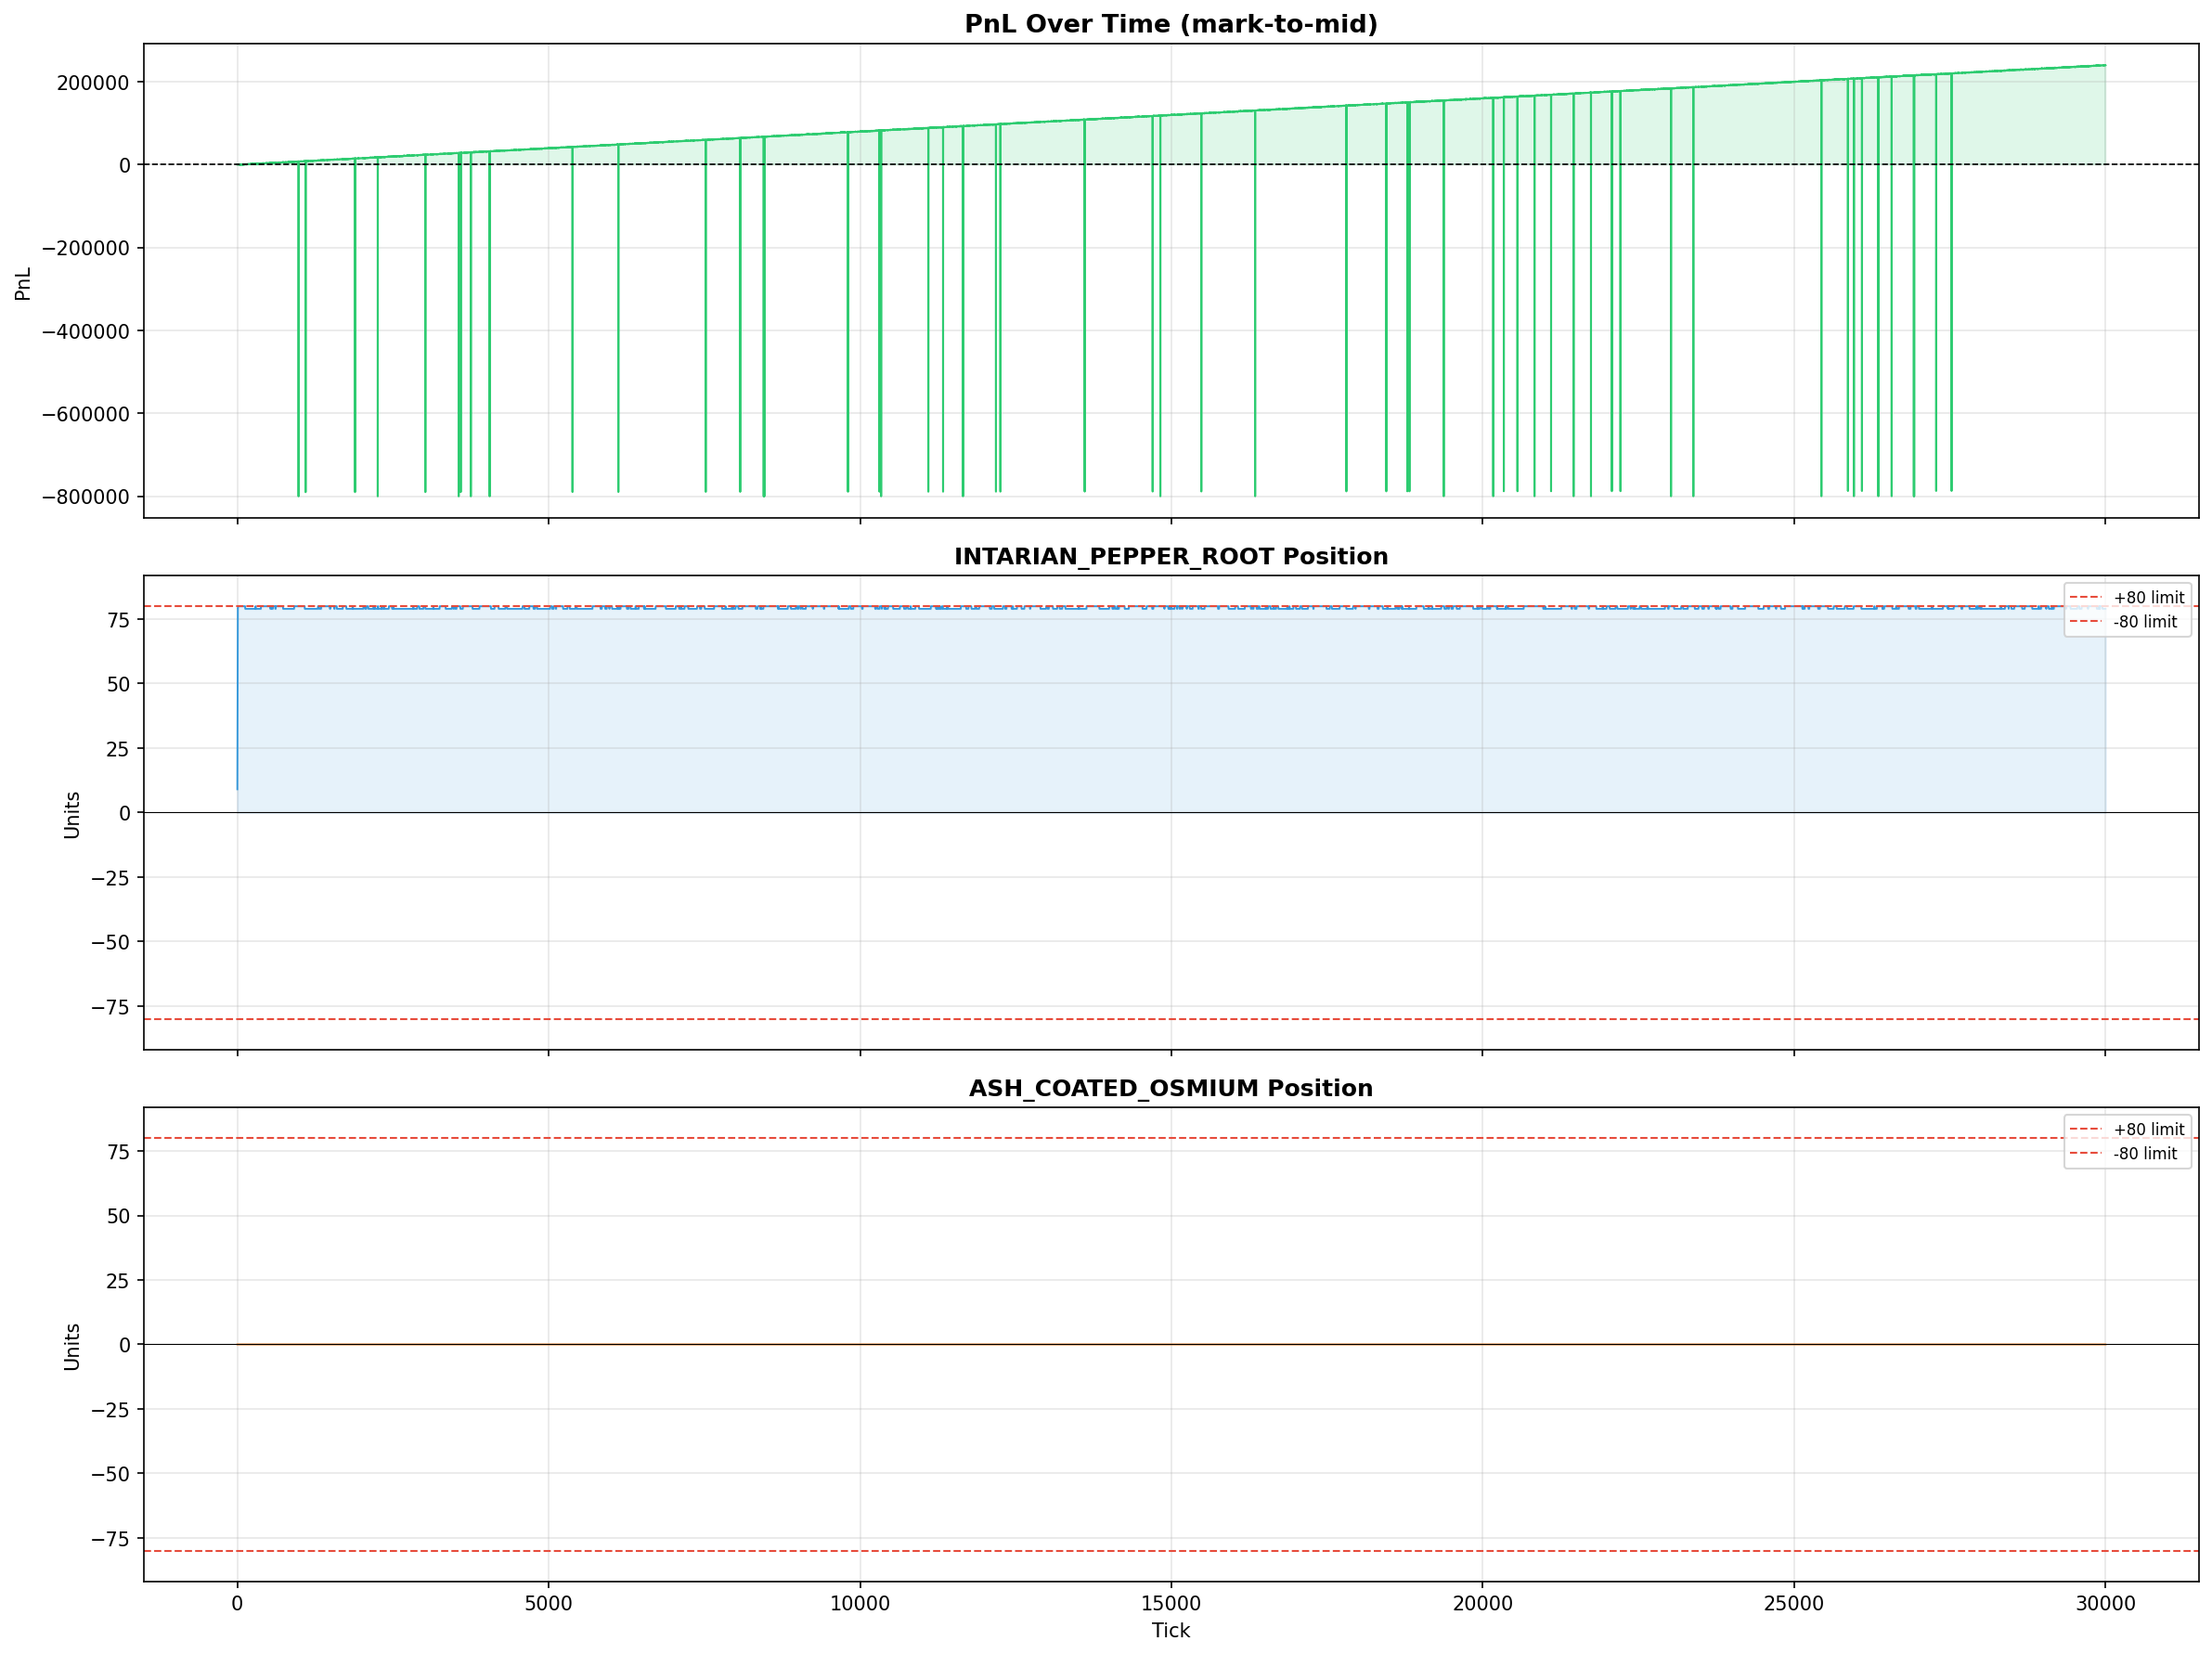 PnL Over Time (mark-to-mid)
200000
0
−200000
−400000
−600000
−800000
PnL
INTARIAN_PEPPER_ROOT Position
75
50
25
0
−25
−50
−75
Units
+80 limit
-80 limit
ASH_COATED_OSMIUM Position
75
50
25
0
−25
−50
−75
Units
+80 limit
-80 limit
0 5000 10000 15000 20000 25000 30000
Tick